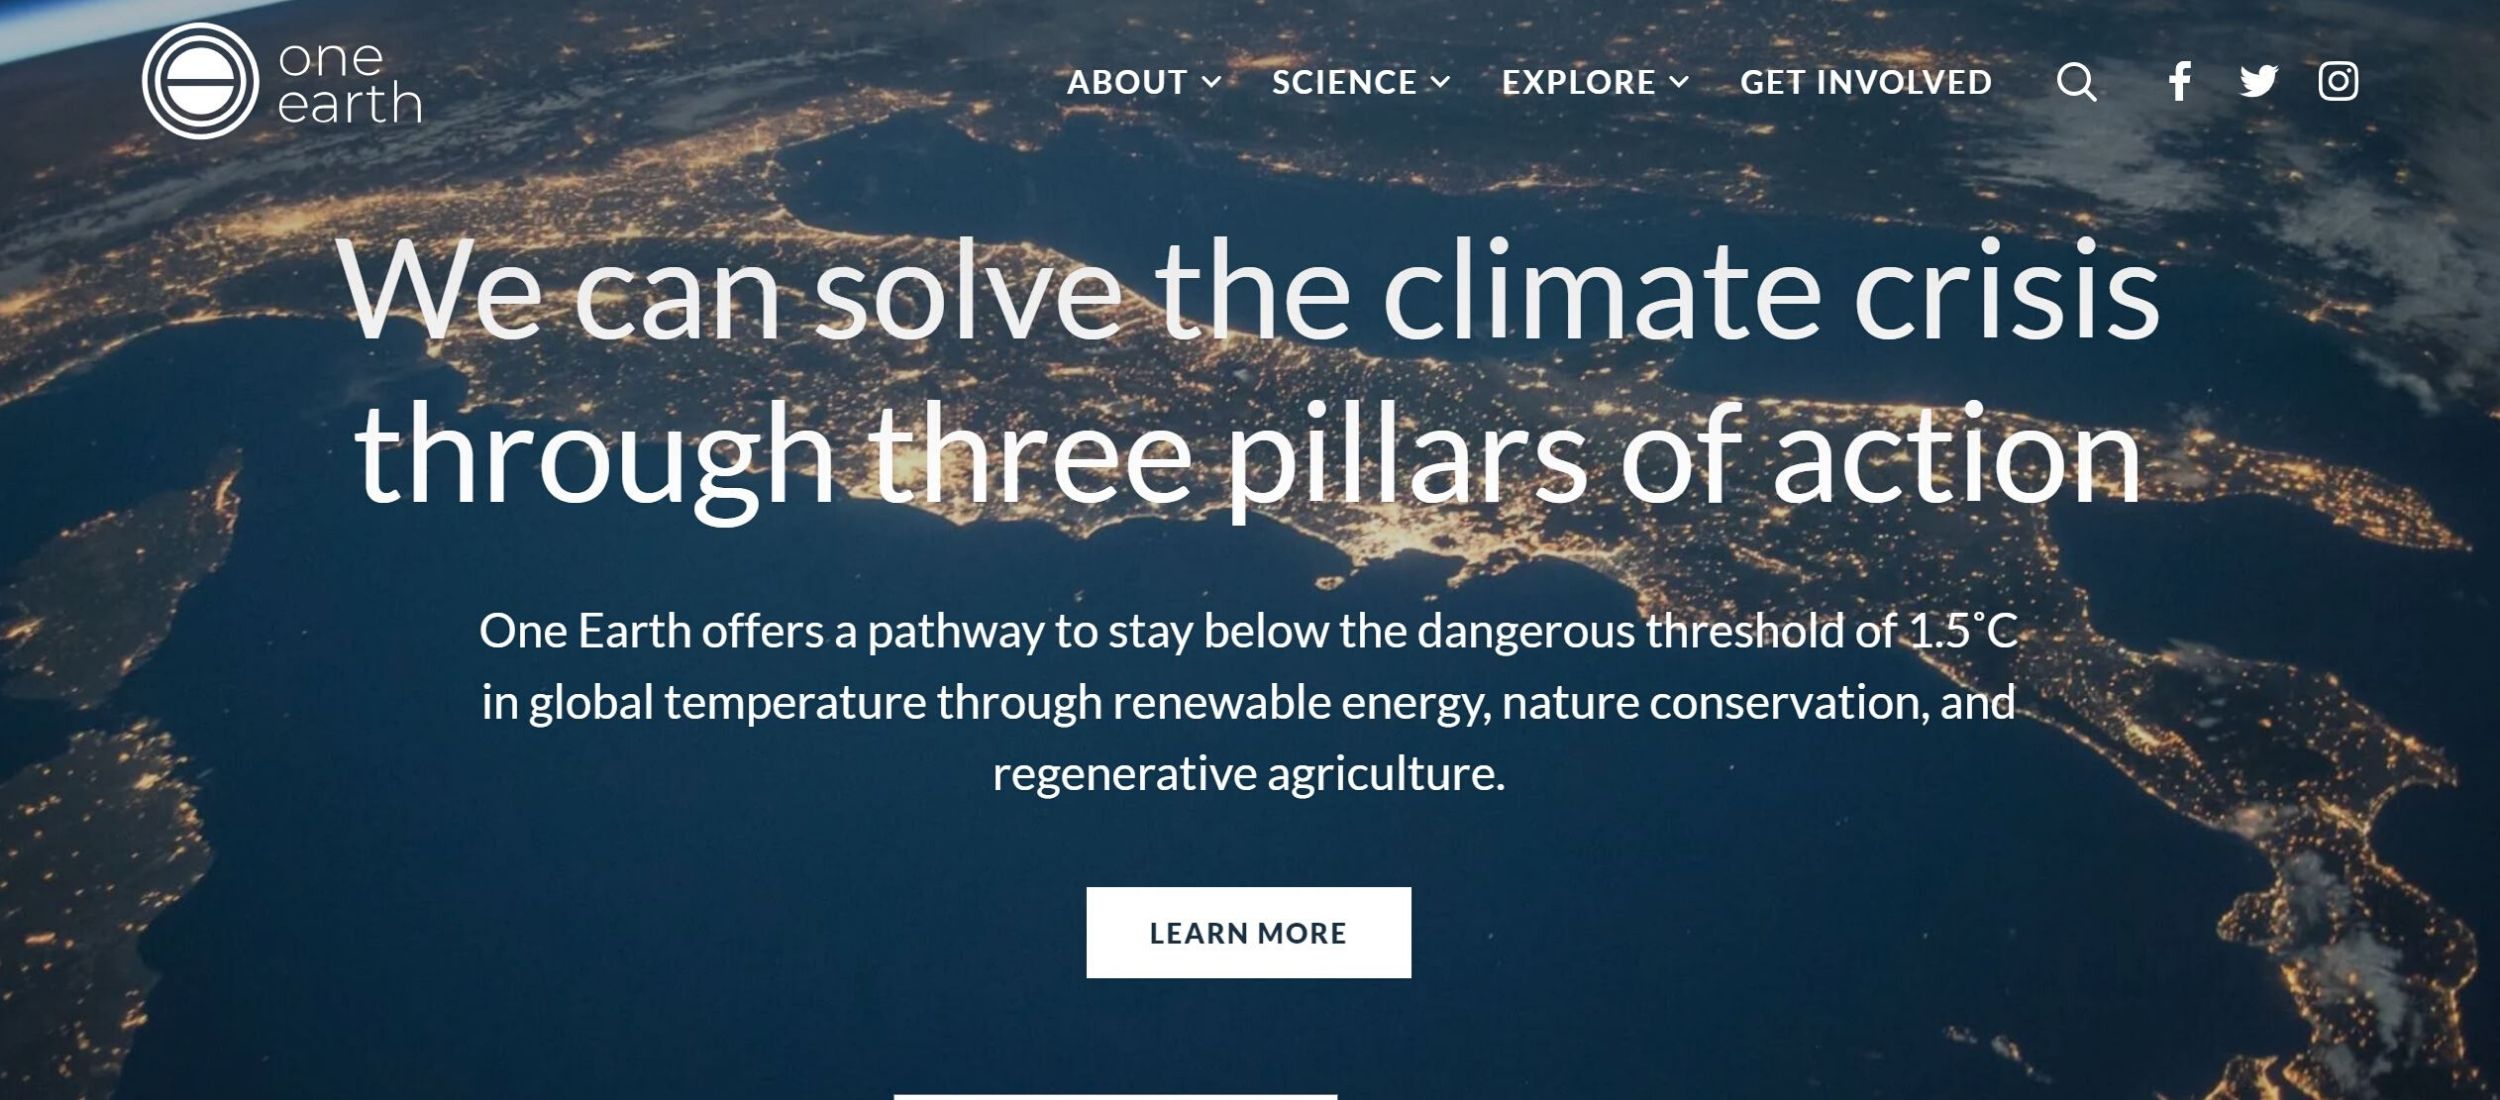 one
earth
ABOUT SCIENCE EXPLORE GET INVOLVED
We can solve the climate crisis
through three pillars of action
One Earth offers a pathway to stay below the dangerous threshold of 1.5°C
in global temperature through renewable energy, nature conservation, and
regenerative agriculture.
LEARN MORE